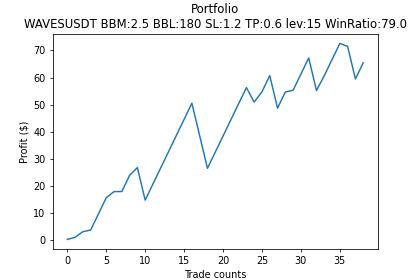 Portfolio
WAVESUSDT BBM:2.5 BBL:180 SL:1.2 TP:0.6 lev:15 WinRatio:79.0
70
60
50
40
30
20
10
0
Profit ($)
0 5 10 15 20 25 30 35
Trade counts